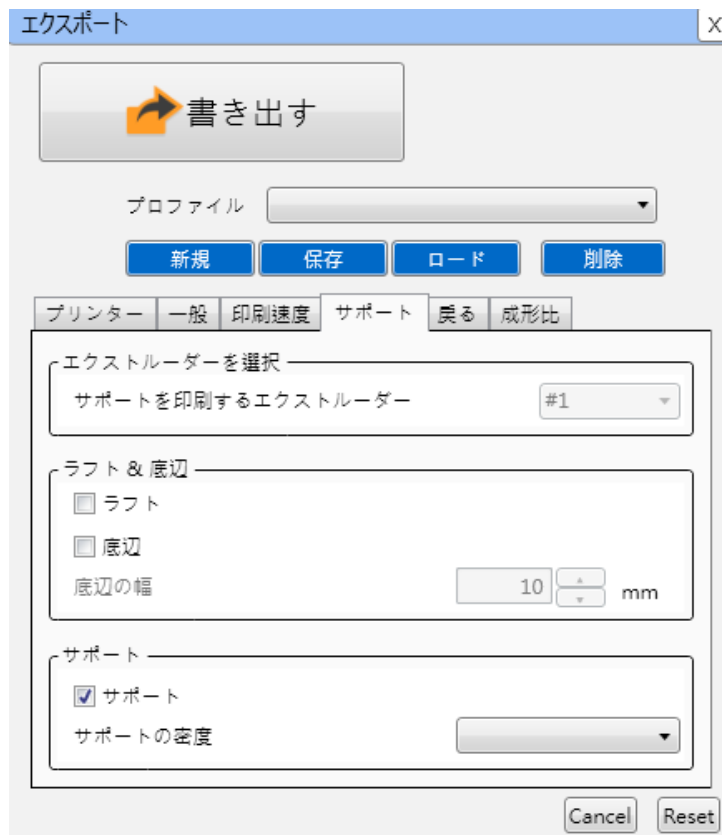 エクスポート X
書き出す
プロファイル
新規 保存 ロード 削除
プリンター 一般 印刷速度 サポート 戻る 成形比
エクストルーダーを選択
サポートを印刷するエクストルーダー #1
ラフト & 底辺
ラフト
底辺
底辺の幅 10 mm
サポート
サポート
サポートの密度
Cancel Reset